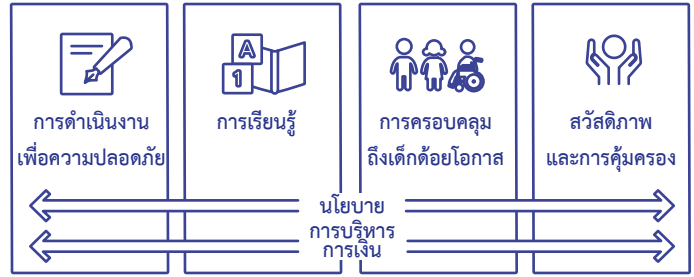 A
1
การดำเนินงาน
เพื่อความปลอดภัย
การเรียนรู้
การครอบคลุม
ถึงเด็กด้อยโอกาส
สวัสดิภาพ
และการคุ้มครอง
นโยบาย
การบริหาร
การเงิน